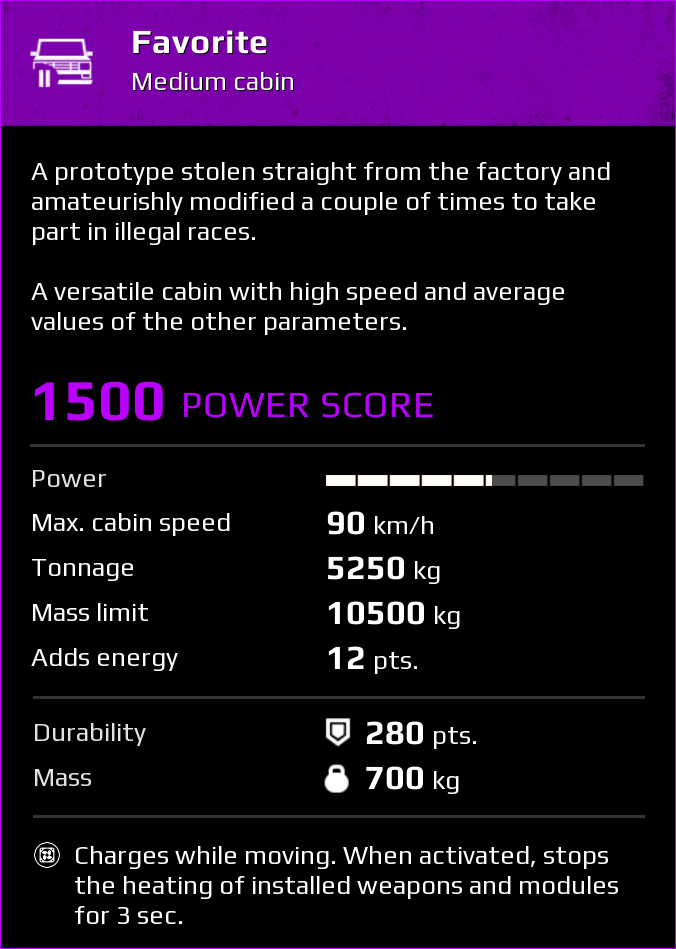 Favorite
Medium cabin
A prototype stolen straight from the factory and
amateurishly modified a couple of times to take
part in illegal races.
A versatile cabin with high speed and average
values of the other parameters.
1500 POWER SCORE
Power
Max. cabin speed 90 km/h
Tonnage 5250 kg
Mass limit 10500 kg
Adds energy 12 pts.
Durability 280 pts.
Mass 700 kg
Charges while moving. When activated, stops
the heating of installed weapons and modules
for 3 sec.